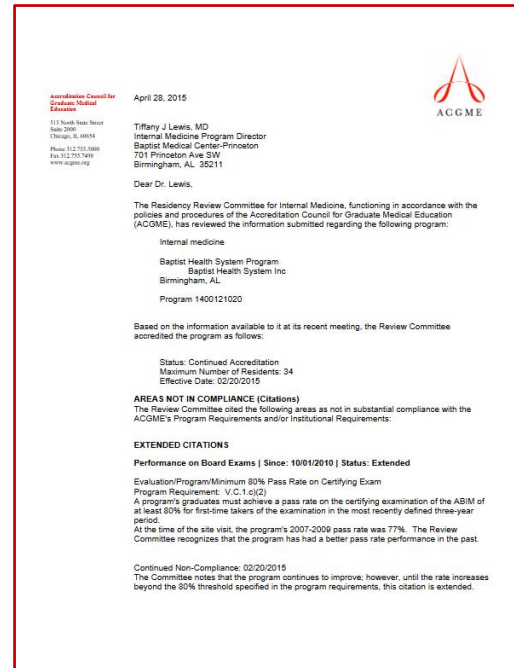 Accreditation Council for
Graduate Medical
Education
515 North State Street
Suite 2000
Chicago, IL 60654
Phone 312.755.5000
Fax 312.755.7498
www.acgme.org
ACGME
April 28, 2015
Tiffany J Lewis, MD
Internal Medicine Program Director
Baptist Medical Center-Princeton
701 Princeton Ave SW
Birmingham, AL 35211
Dear Dr. Lewis,
The Residency Review Committee for Internal Medicine, functioning in accordance with the
policies and procedures of the Accreditation Council for Graduate Medical Education
(ACGME), has reviewed the information submitted regarding the following program:
Internal medicine
Baptist Health System Program
Baptist Health System Inc
Birmingham, AL
Program 1400121020
Based on the information available to it at its recent meeting, the Review Committee
accredited the program as follows:
Status: Continued Accreditation
Maximum Number of Residents: 34
Effective Date: 02/20/2015
AREAS NOT IN COMPLIANCE (Citations)
The Review Committee cited the following areas as not in substantial compliance with the
ACGME's Program Requirements and/or Institutional Requirements:
EXTENDED CITATIONS
Performance on Board Exams | Since: 10/01/2010 | Status: Extended
Evaluation/Program/Minimum 80% Pass Rate on Certifying Exam
Program Requirement: V.C.1.c)(2)
A program's graduates must achieve a pass rate on the certifying examination of the ABIM of
at least 80% for first-time takers of the examination in the most recently defined three-year
period.
At the time of the site visit, the program's 2007-2009 pass rate was 77%. The Review
Committee recognizes that the program has had a better pass rate performance in the past.
Continued Non-Compliance: 02/20/2015
The Committee notes that the program continues to improve; however, until the rate increases
beyond the 80% threshold specified in the program requirements, this citation is extended.